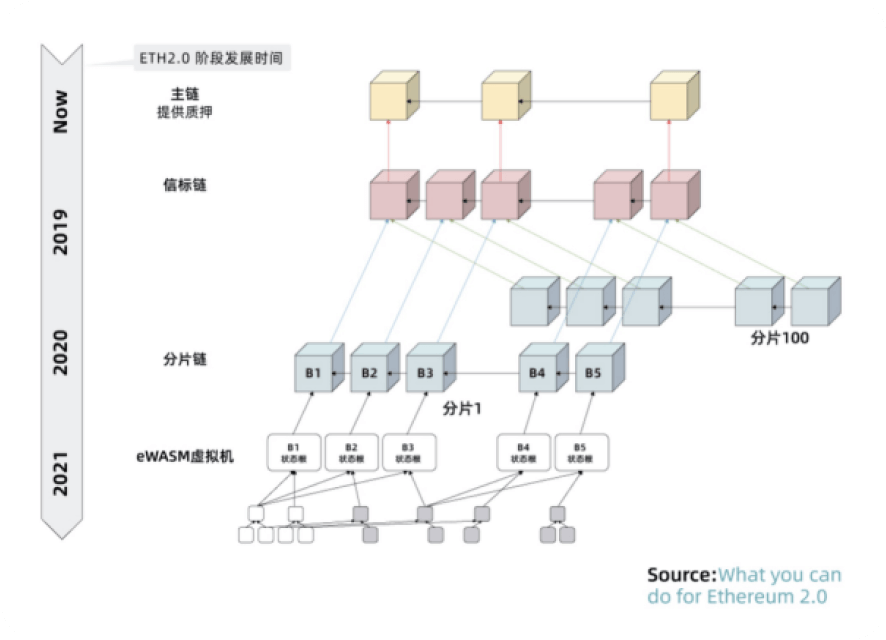 ETH2.0 阶段发展时间
Now
主链
提供质押
信标链
2019
分片100
2020
分片链
B1
B2
B3
B4
B5
分片1
eWASM虚拟机
B1
状态根
B2
状态根
B3
状态根
B4
状态根
B5
状态根
2021
Source:What you can
do for Ethereum 2.0